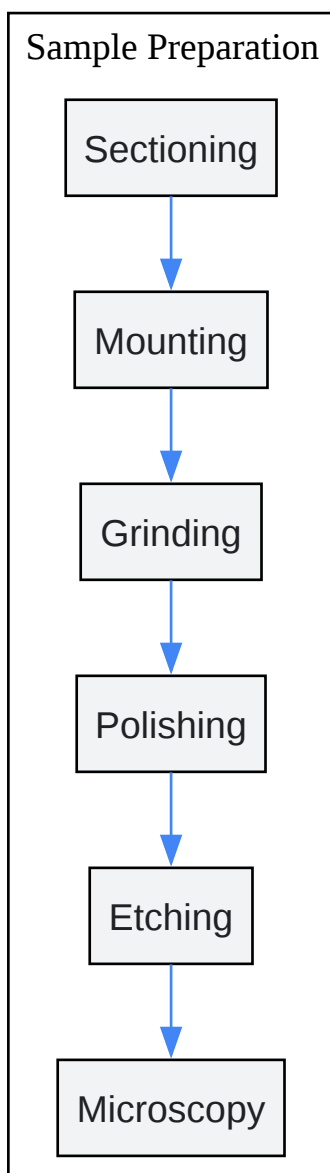 Sample Preparation
Sectioning
Mounting
Grinding
Polishing
Etching
Microscopy